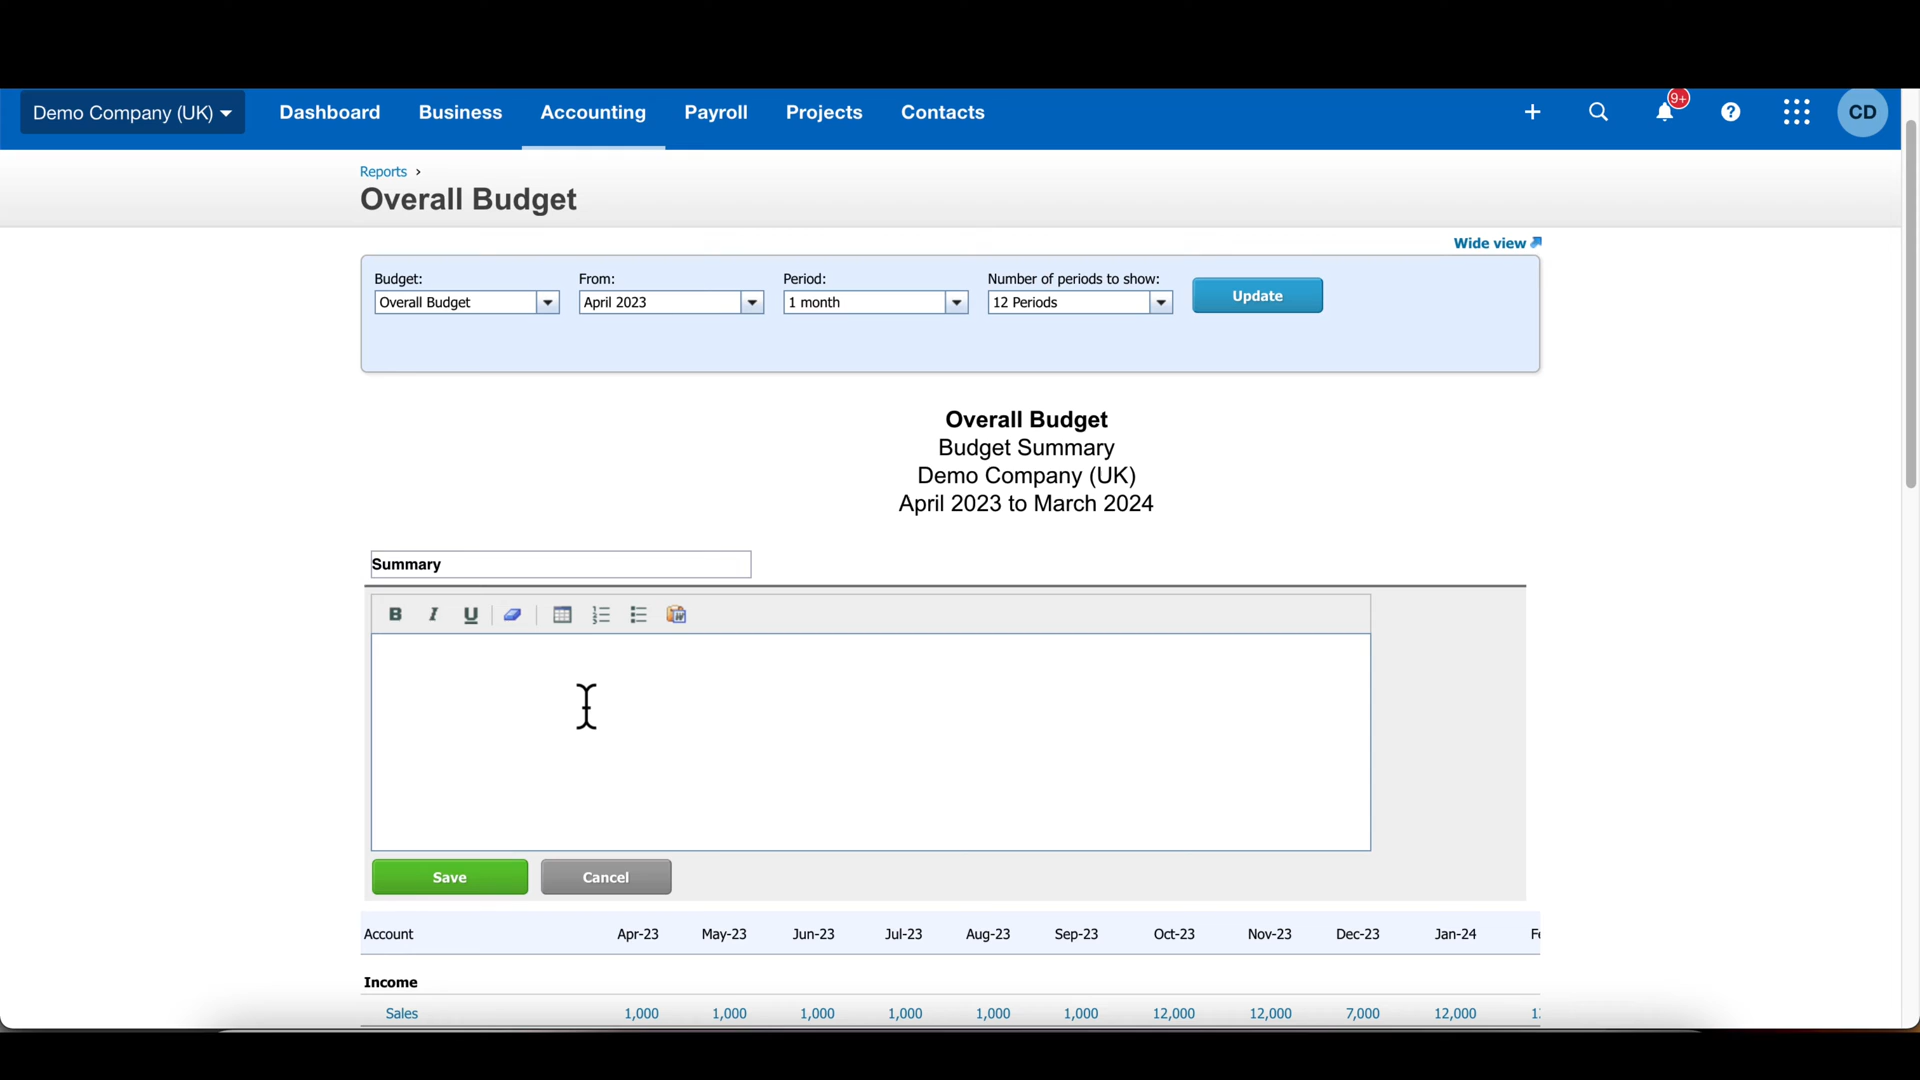 Demo Company (UK) Dashboard Business Accounting Payroll Projects Contacts 9+ CD
Reports ›
Overall Budget
Wide view
Budget: From: Period: Number of periods to show:
Overall Budget April 2023 1 month 12 Periods Update
Overall Budget
Budget Summary
Demo Company (UK)
April 2023 to March 2024
Summary
B I U
Save Cancel
Account Apr-23 May-23 Jun-23 Jul-23 Aug-23 Sep-23 Oct-23 Nov-23 Dec-23 Jan-24
Income
Sales 1,000 1,000 1,000 1,000 1,000 1,000 12,000 12,000 7,000 12,000